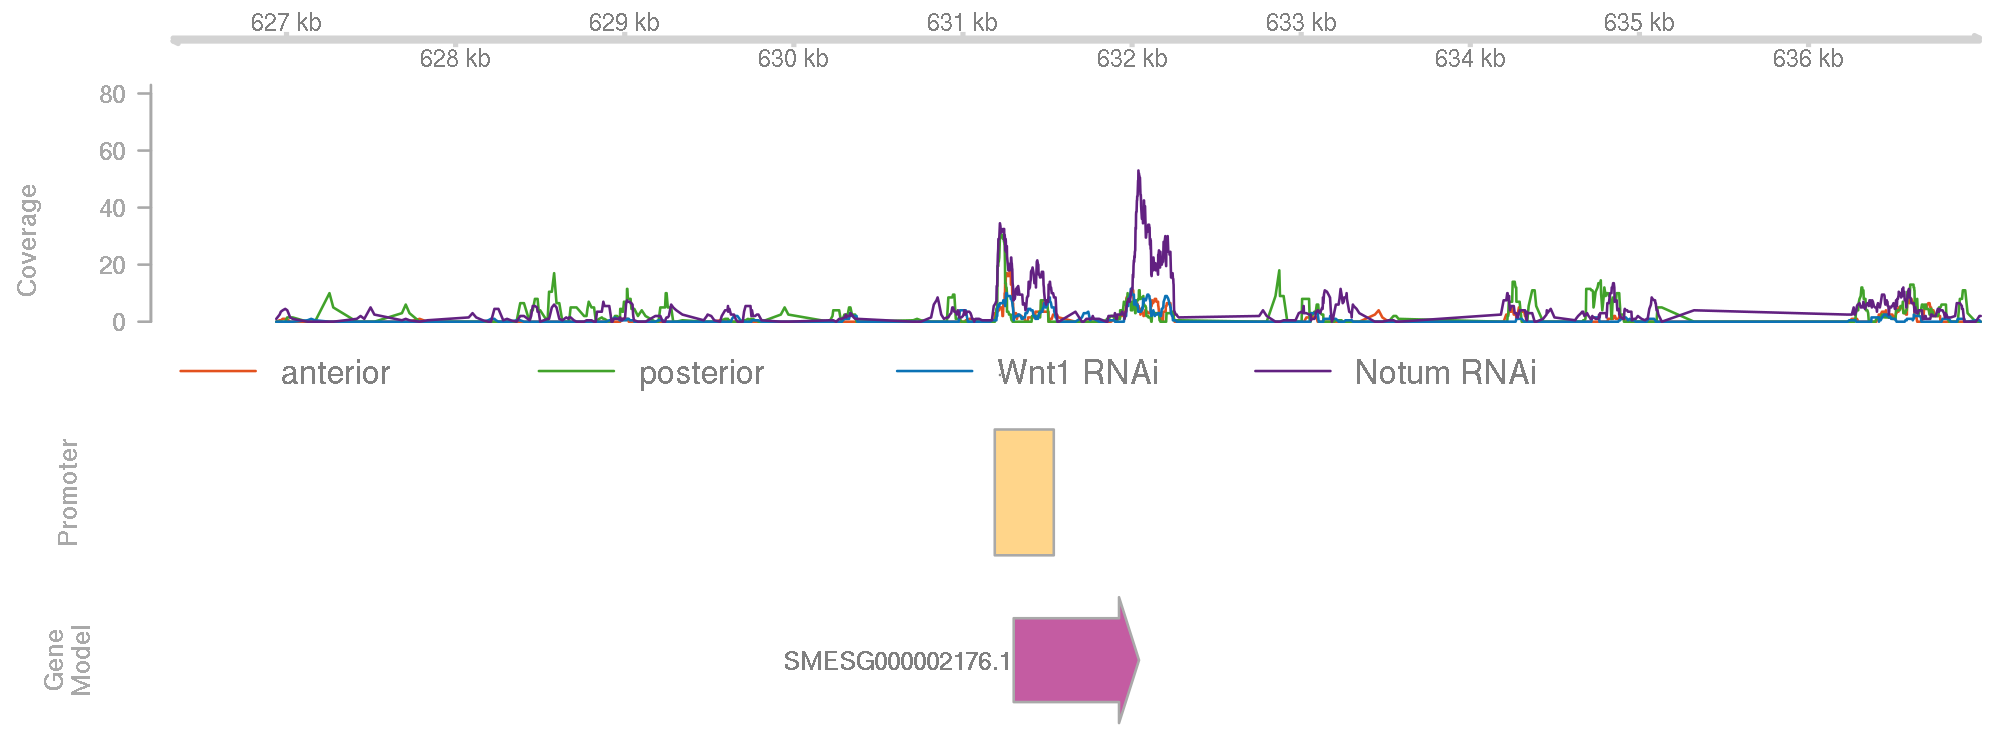 627 kb 629 kb 631 kb 633 kb 635 kb
628 kb 630 kb 632 kb 634 kb 636 kb
Coverage
80
60
40
20
0
anterior posterior Wnt1 RNAi Notum RNAi
Promoter
Gene
Model
SMESG000002176.1